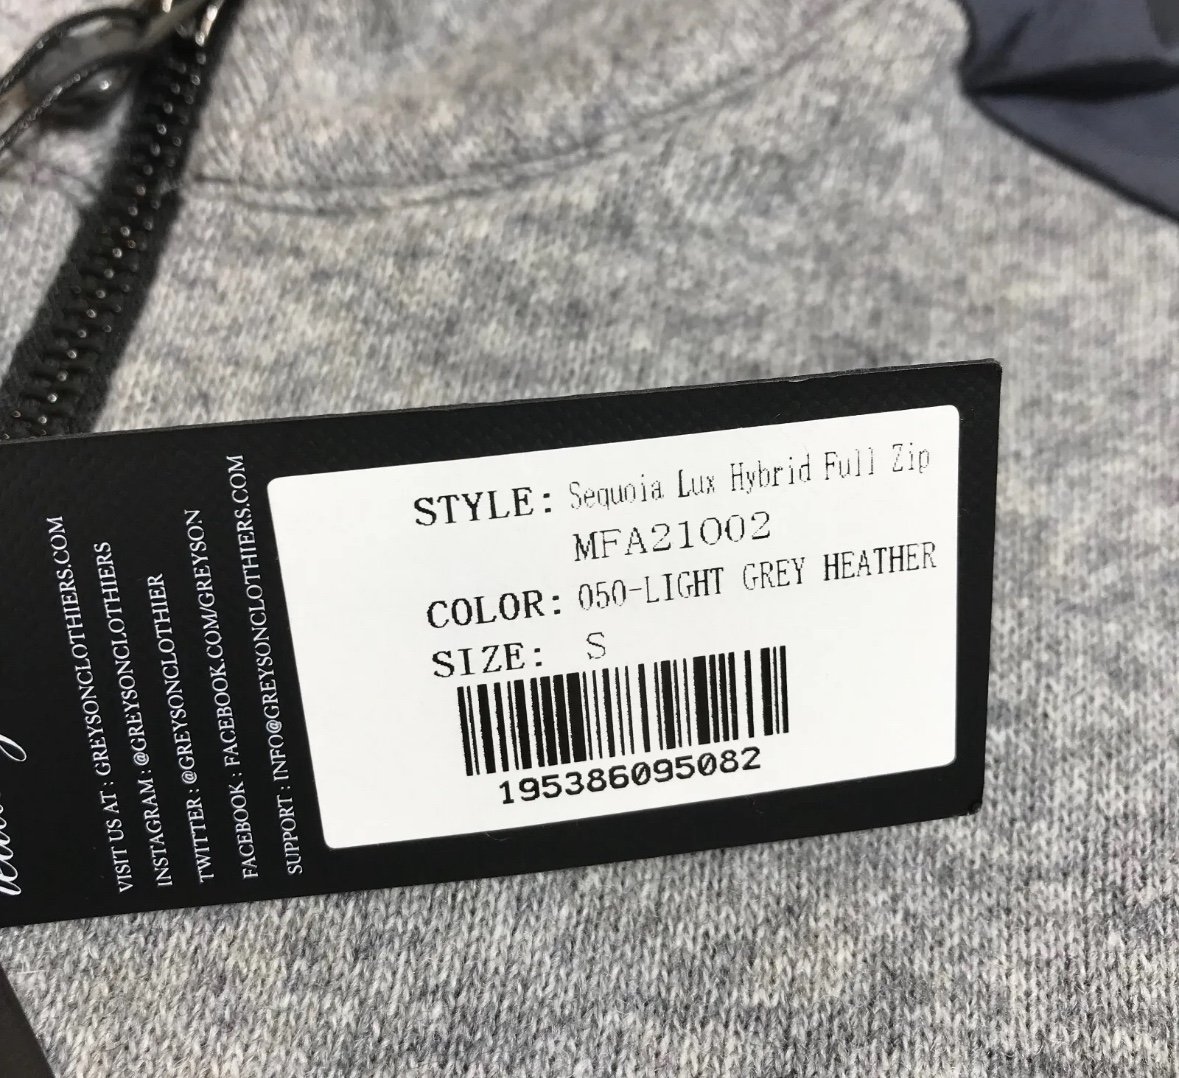 STYLE: Sequoia Lux Hybrid Full Zip
MFA21002
COLOR: 050-LIGHT GREY HEATHER
SIZE: S
195386095082
VISIT US AT : GREYSONCLOTHIERS.COM
INSTAGRAM : @GREYSONCLOTHIERS
TWITTER : @GREYSONCLOTHIER
FACEBOOK : FACEBOOK.COM/GREYSON
SUPPORT : INFO@GREYSONCLOTHIERS.COM